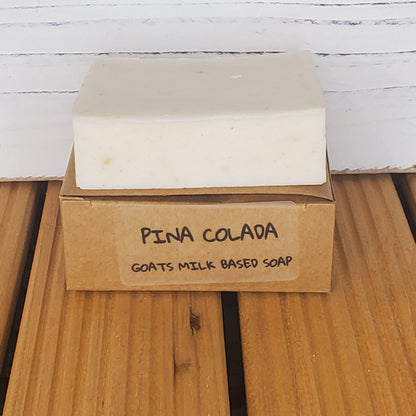 PINA COLADA
GOATS MILK BASED SOAP